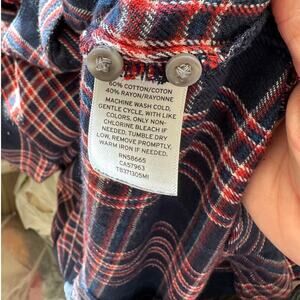 60% COTTON/COTON
40% RAYON/RAYONNE
MACHINE WASH COLD,
GENTLE CYCLE, WITH LIKE
COLORS, ONLY NON-
CHLORINE BLEACH IF
NEEDED, TUMBLE DRY
LOW, REMOVE PROMPTLY,
WARM IRON IF NEEDED.
RN58665
CA57963
TB371305MI